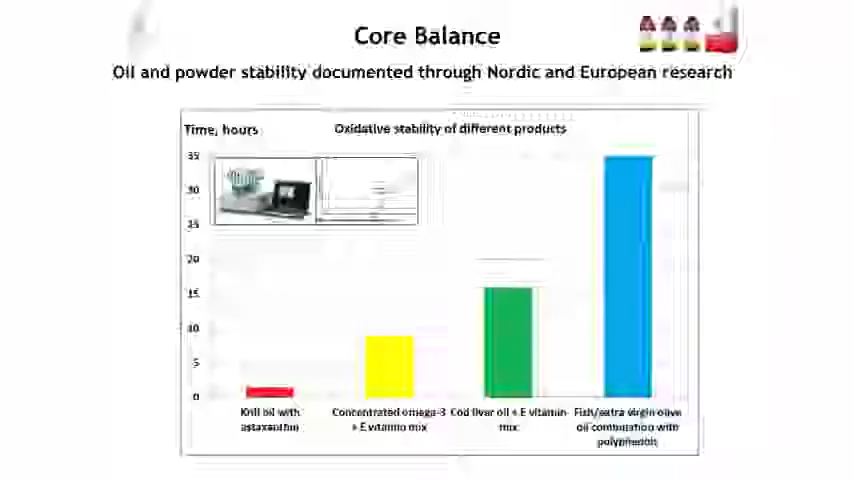 Core Balance
Oil and powder stability documented through Nordic and European research
Time, hours
Oxidative stability of different products
35
30
25
20
15
10
5
0
Krill oil with
astaxanthin
Concentrated omega-3
+ E vitamin mix
Cod liver oil + E vitamin
mix
Fish/extra virgin olive
oil combination with
polyphenols